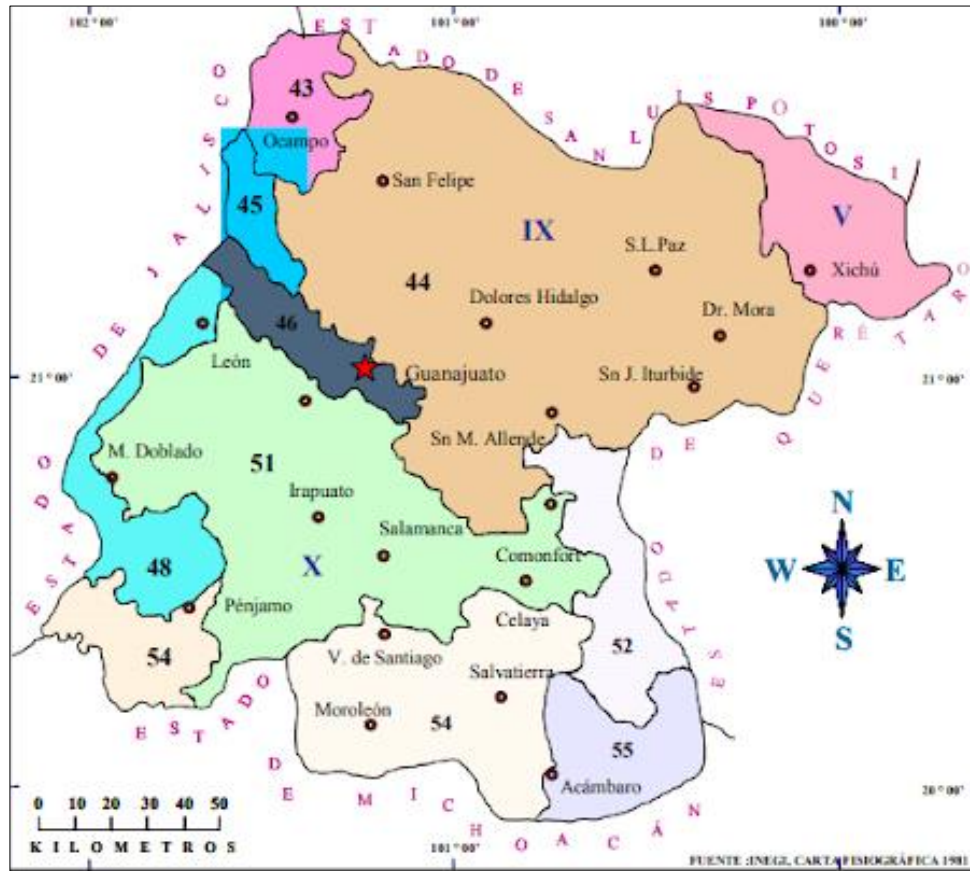 102 °00'
101 °00'
100 °00'
ESTADO DE SAN LUIS POTOSI
ESTADO DE JALISCO
43
Ocampo
San Felipe
45
IX
V
S.L.Paz
Xichú
44
Dolores Hidalgo
46
Dr. Mora
León
Guanajuato
21 °00'
Sn J. Iturbide
21 °00'
Sn M. Allende
ESTADO DE QUERÉTARO
M. Doblado
51
Irapuato
Salamanca
N
X
Comonfort
W
E
48
Pénjamo
Celaya
S
54
V. de Santiago
52
Salvatierra
Moroleón
54
55
Acámbaro
ESTADO DE MICHOACÁN
20 °00'
0 10 20 30 40 50
KILOMETROS
101 °00'
FUENTE :INEGI, CARTA FISIOGRÁFICA 1981